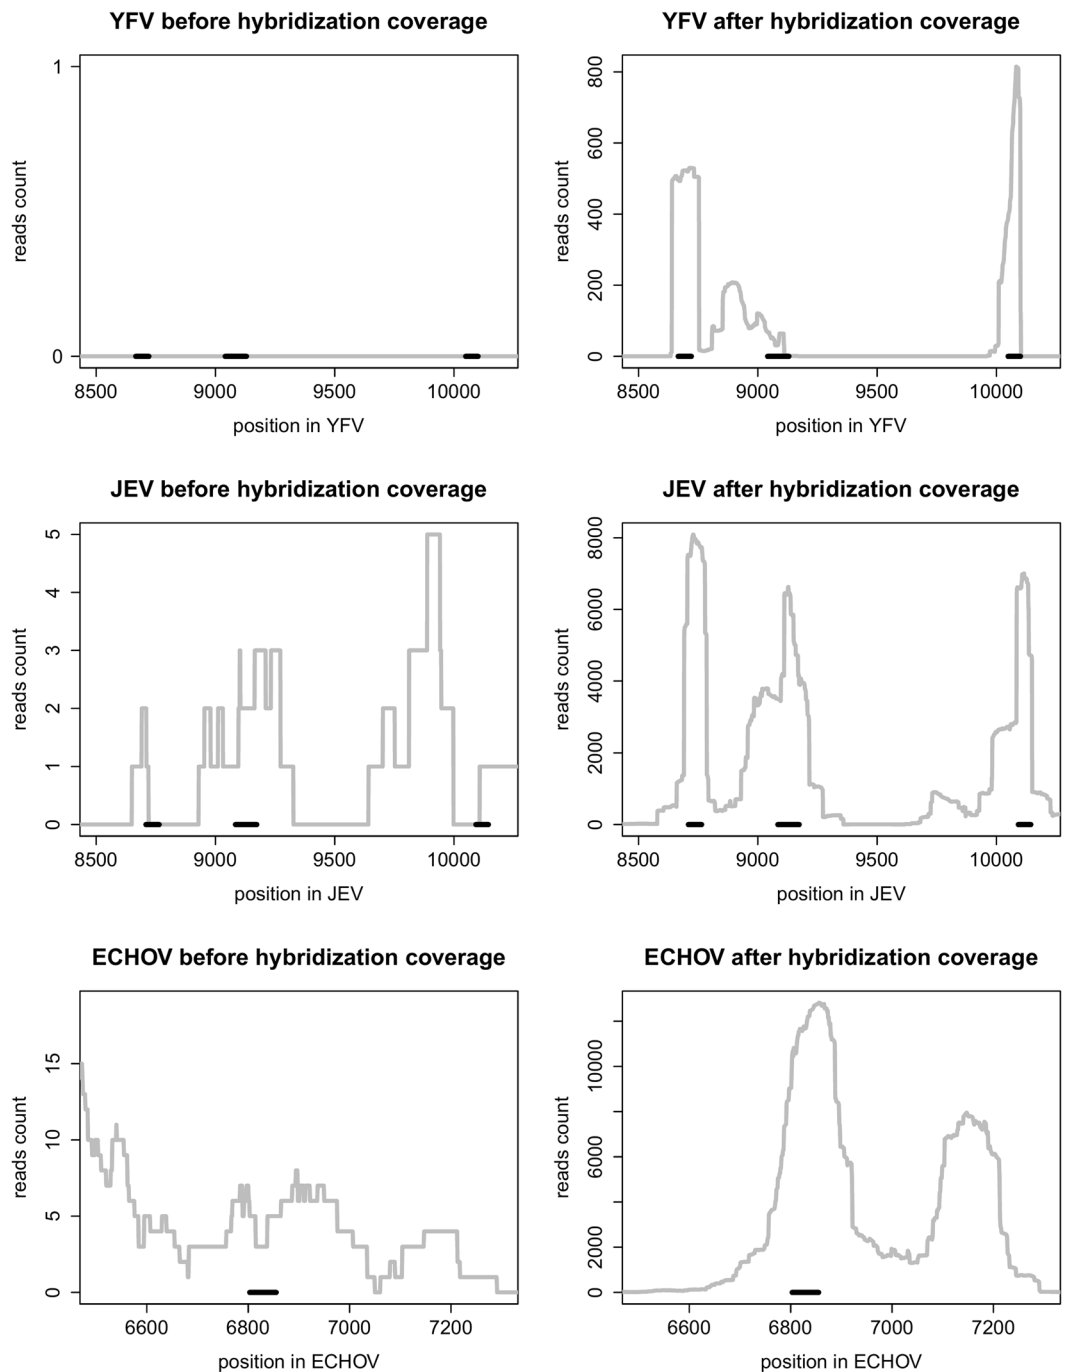 YFV before hybridization coverage
reads count
1
0
8500 9000 9500 10000
position in YFV
YFV after hybridization coverage
reads count
800
600
400
200
0
8500 9000 9500 10000
position in YFV
JEV before hybridization coverage
reads count
5
4
3
2
1
0
8500 9000 9500 10000
position in JEV
JEV after hybridization coverage
reads count
8000
6000
4000
2000
0
8500 9000 9500 10000
position in JEV
ECHOV before hybridization coverage
reads count
15
10
5
0
6600 6800 7000 7200
position in ECHOV
ECHOV after hybridization coverage
reads count
10000
6000
2000
0
6600 6800 7000 7200
position in ECHOV